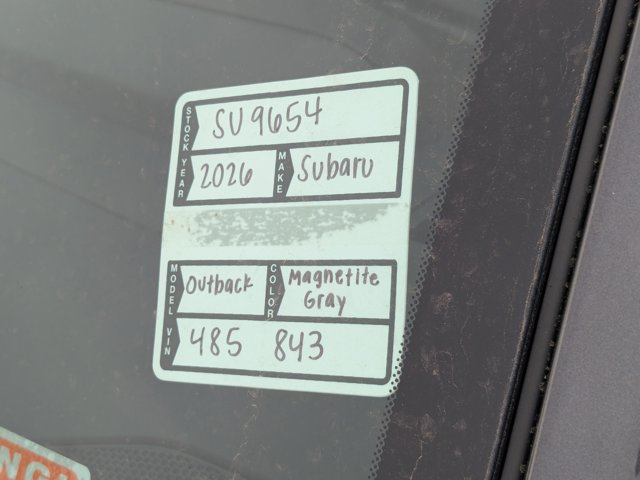 STOCK SU9654
YEAR 2026 MAKE Subaru
MODEL Outback COLOR Magnetite Gray
VIN 485 843